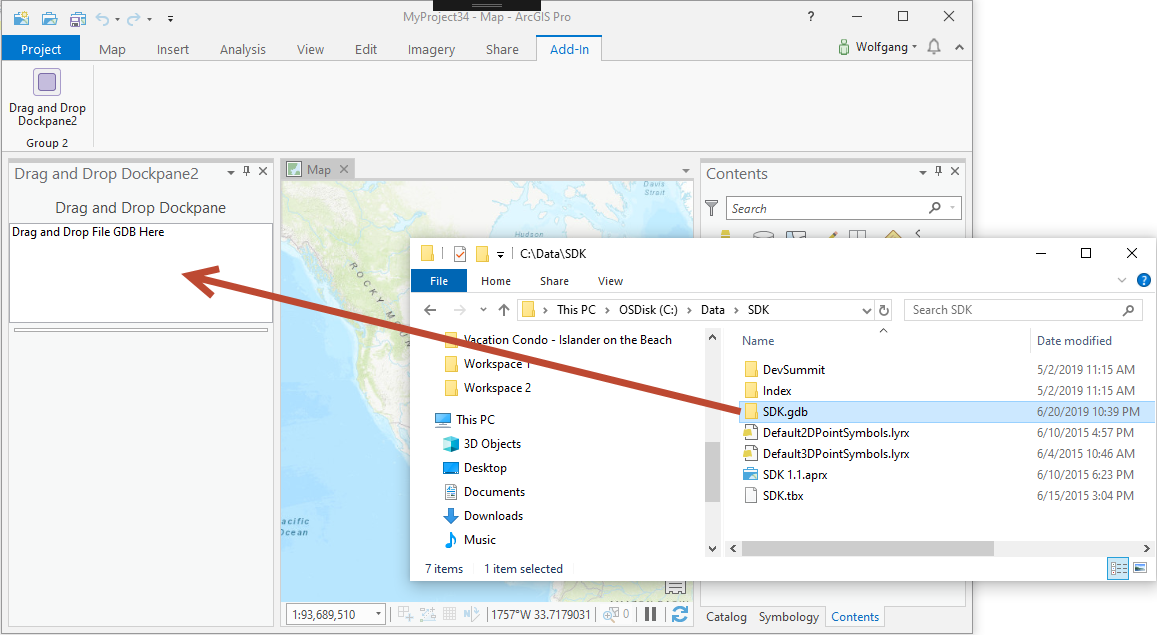 MyProject34 - Map - ArcGIS Pro
?
Project Map Insert Analysis View Edit Imagery Share Add-In
Wolfgang
Drag and Drop
Dockpane2
Group 2
Drag and Drop Dockpane2
Drag and Drop Dockpane
Drag and Drop File GDB Here
Map
Davis
Strait
Hudson
ROCKY MOUN
acific
Ocean
Contents
Search
C:\Data\SDK
File Home Share View
?
This PC > OSDisk (C:) > Data > SDK
Search SDK
Vacation Condo - Islander on the Beach
Workspace 1
Workspace 2
This PC
3D Objects
Desktop
Documents
Downloads
Music
Name Date modified
DevSummit 5/2/2019 11:15 AM
Index 5/2/2019 11:15 AM
SDK.gdb 6/20/2019 10:39 PM
Default2DPointSymbols.lyrx 6/10/2015 4:57 PM
Default3DPointSymbols.lyrx 6/4/2015 10:46 AM
SDK 1.1.aprx 6/10/2015 6:23 PM
SDK.tbx 6/15/2015 3:04 PM
7 items 1 item selected
1:93,689,510
1757°W 33.7179031
0
Catalog Symbology Contents